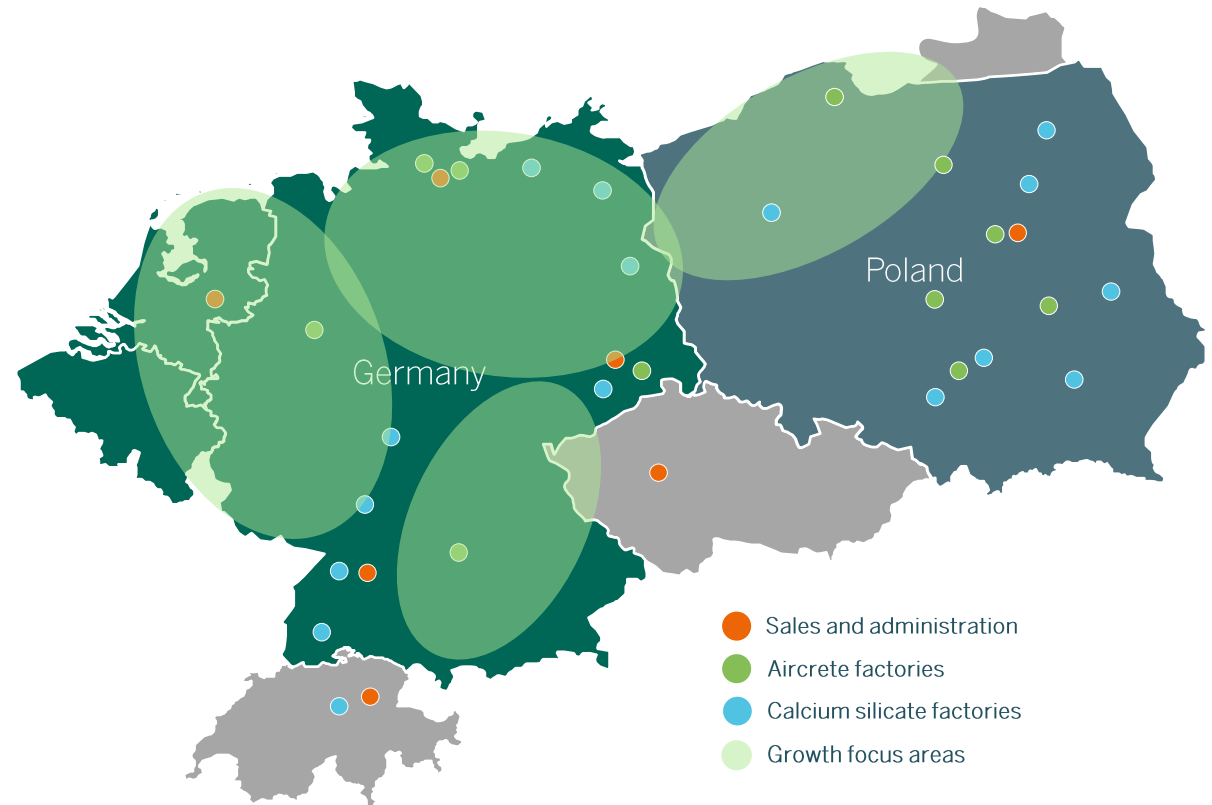 Poland
Germany
Sales and administration
Aircrete factories
Calcium silicate factories
Growth focus areas